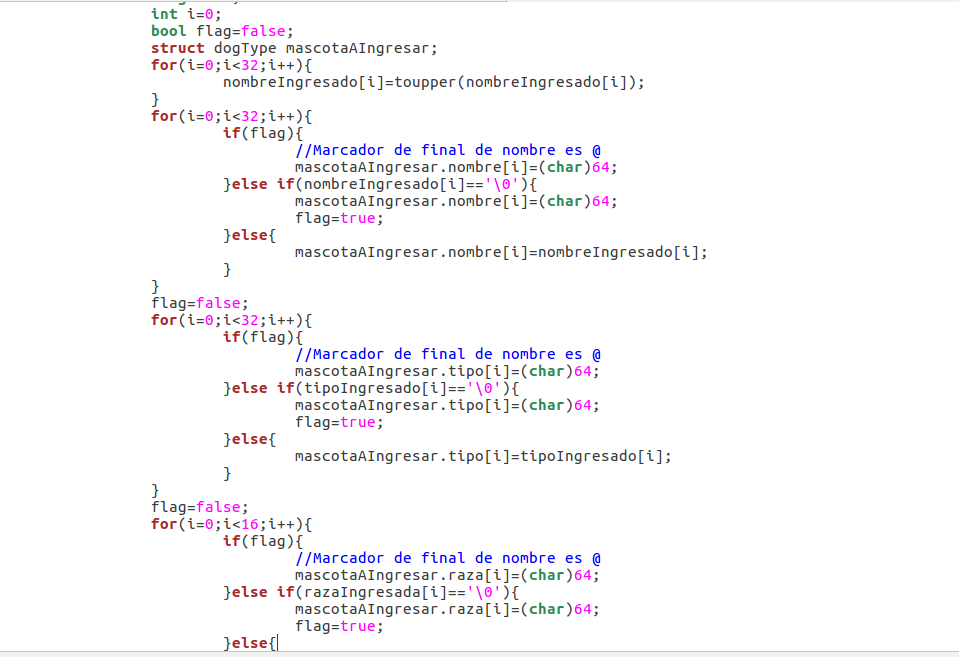 int i=0;
bool flag=false;
struct dogType mascotaAIngresar;
for(i=0;i<32;i++){
nombreIngresado[i]=toupper(nombreIngresado[i]);
}
for(i=0;i<32;i++){
if(flag){
//Marcador de final de nombre es @
mascotaAIngresar.nombre[i]=(char)64;
}else if(nombreIngresado[i]=='\0'){
mascotaAIngresar.nombre[i]=(char)64;
flag=true;
}else{
mascotaAIngresar.nombre[i]=nombreIngresado[i];
}
}
flag=false;
for(i=0;i<32;i++){
if(flag){
//Marcador de final de nombre es @
mascotaAIngresar.tipo[i]=(char)64;
}else if(tipoIngresado[i]=='\0'){
mascotaAIngresar.tipo[i]=(char)64;
flag=true;
}else{
mascotaAIngresar.tipo[i]=tipoIngresado[i];
}
}
flag=false;
for(i=0;i<16;i++){
if(flag){
//Marcador de final de nombre es @
mascotaAIngresar.raza[i]=(char)64;
}else if(razaIngresada[i]=='\0'){
mascotaAIngresar.raza[i]=(char)64;
flag=true;
}else{